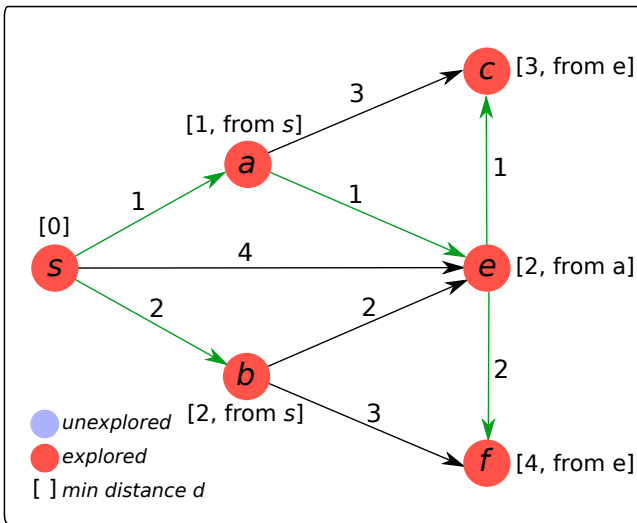 c
[3, from e]
3
[1, from s]
a
1
1
1
[0]
s
4
e
[2, from a]
2
2
2
b
[2, from s]
3
f
[4, from e]
unexplored
explored
[ ] min distance d